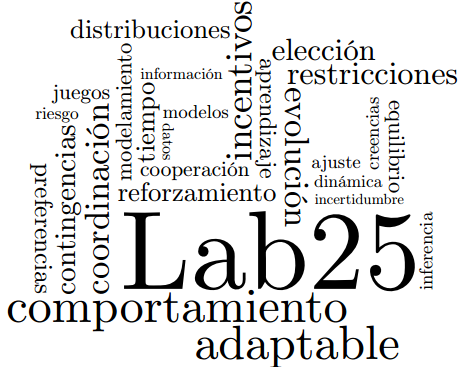 distribuciones
incentivos
elección
modelamiento
información
aprendizaje
restricciones
juegos
tiempo
riesgo
modelos
datos
evolución
creencias
equilibrio
coordinación
contingencias
preferencias
cooperación
ajuste
dinámica
reforzamiento
incertidumbre
Lab25
inferencia
comportamiento
adaptable